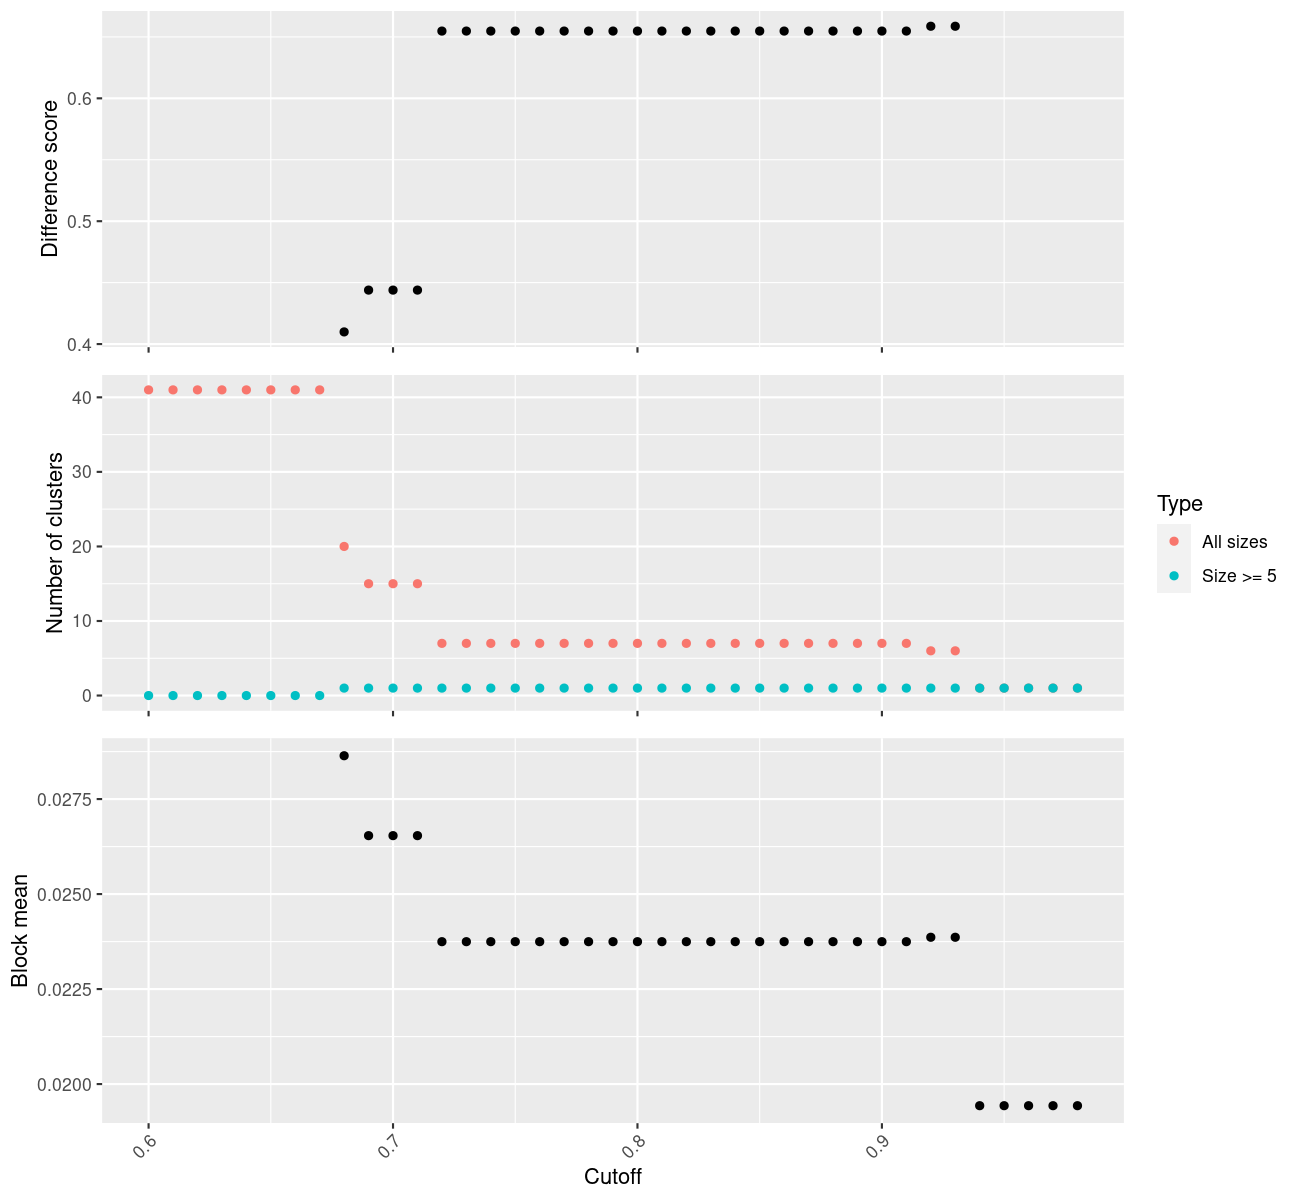 Difference score
0.6
0.5
0.4
Number of clusters
40
30
20
10
0
Type
All sizes
Size >= 5
Block mean
0.0275
0.0250
0.0225
0.0200
0.6 0.7 0.8 0.9
Cutoff